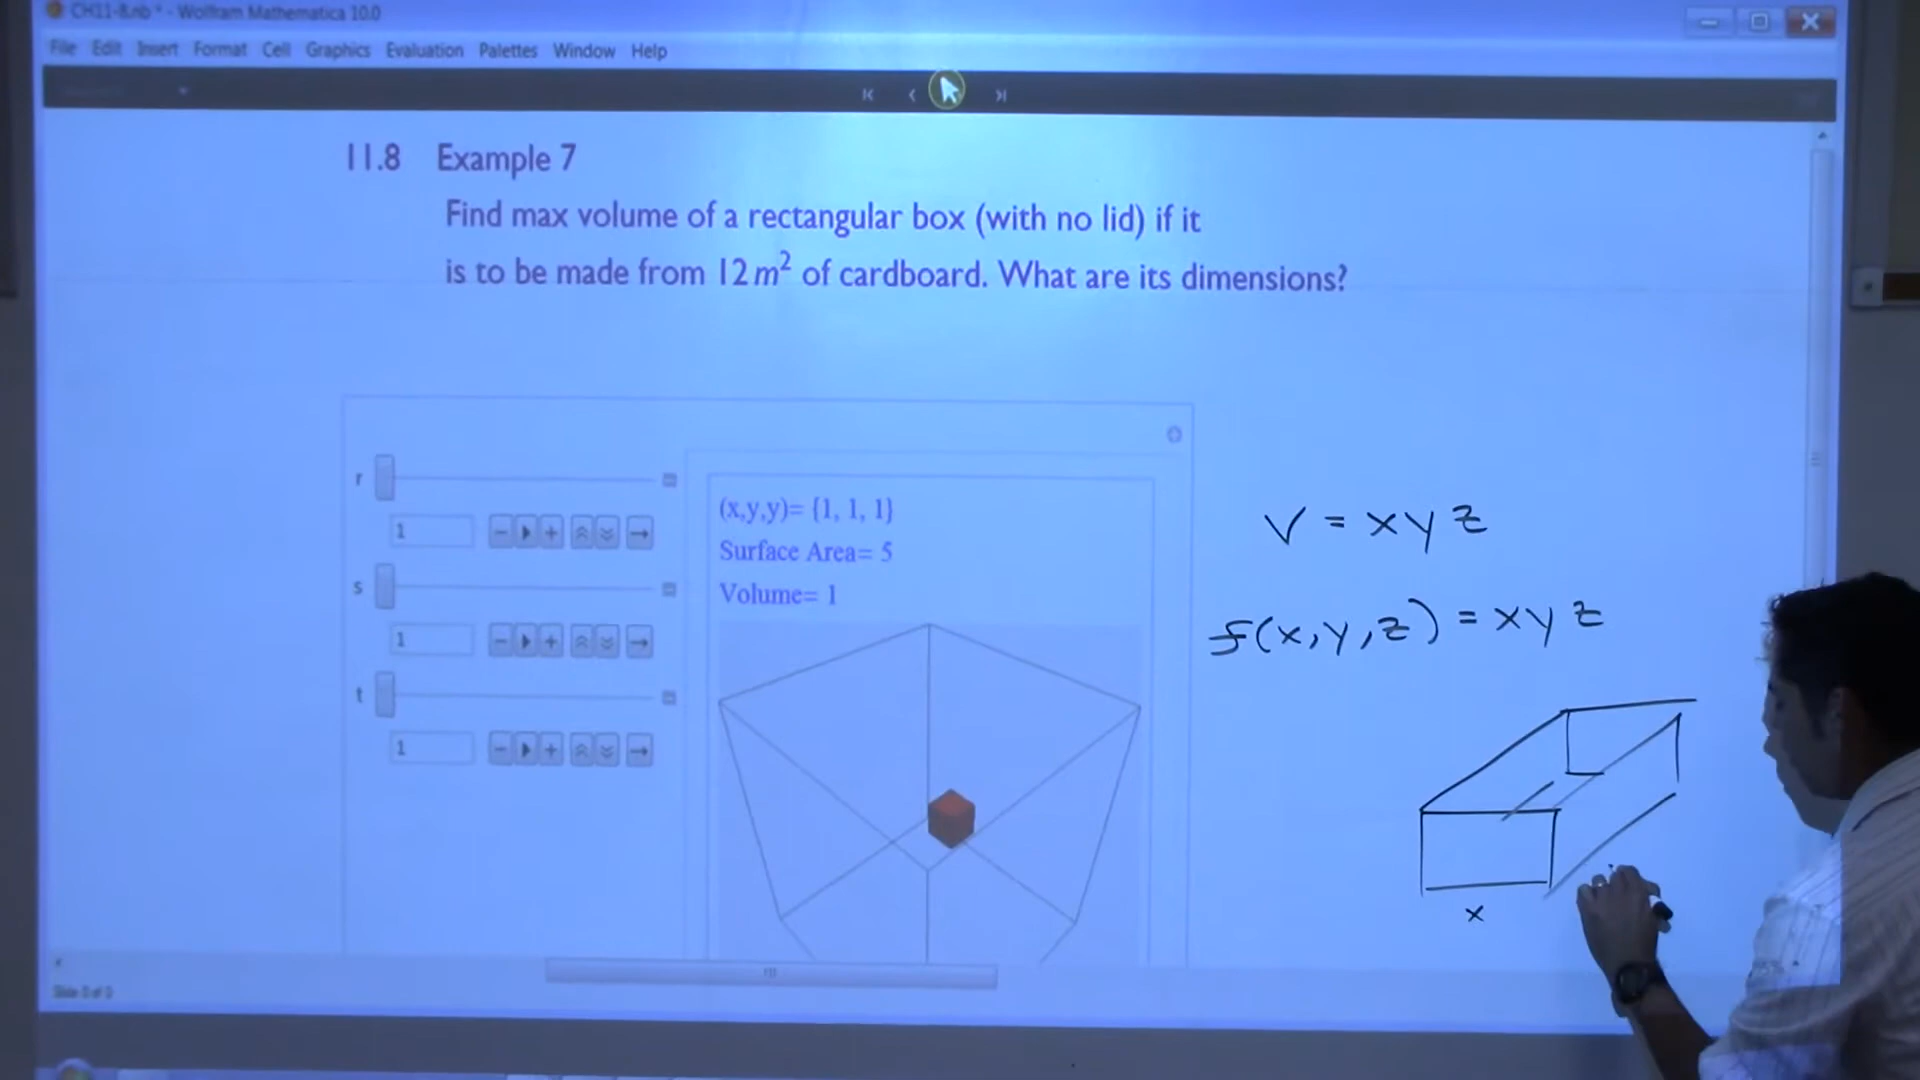 CH11-8.nb * - Wolfram Mathematica 10.0
File Edit Insert Format Cell Graphics Evaluation Palettes Window Help
11.8 Example 7
Find max volume of a rectangular box (with no lid) if it
is to be made from 12 m² of cardboard. What are its dimensions?
r
1
s
1
t
1
(x,y,y)= {1, 1, 1}
Surface Area= 5
Volume= 1
V = x y z
f(x,y,z) = x y z
x